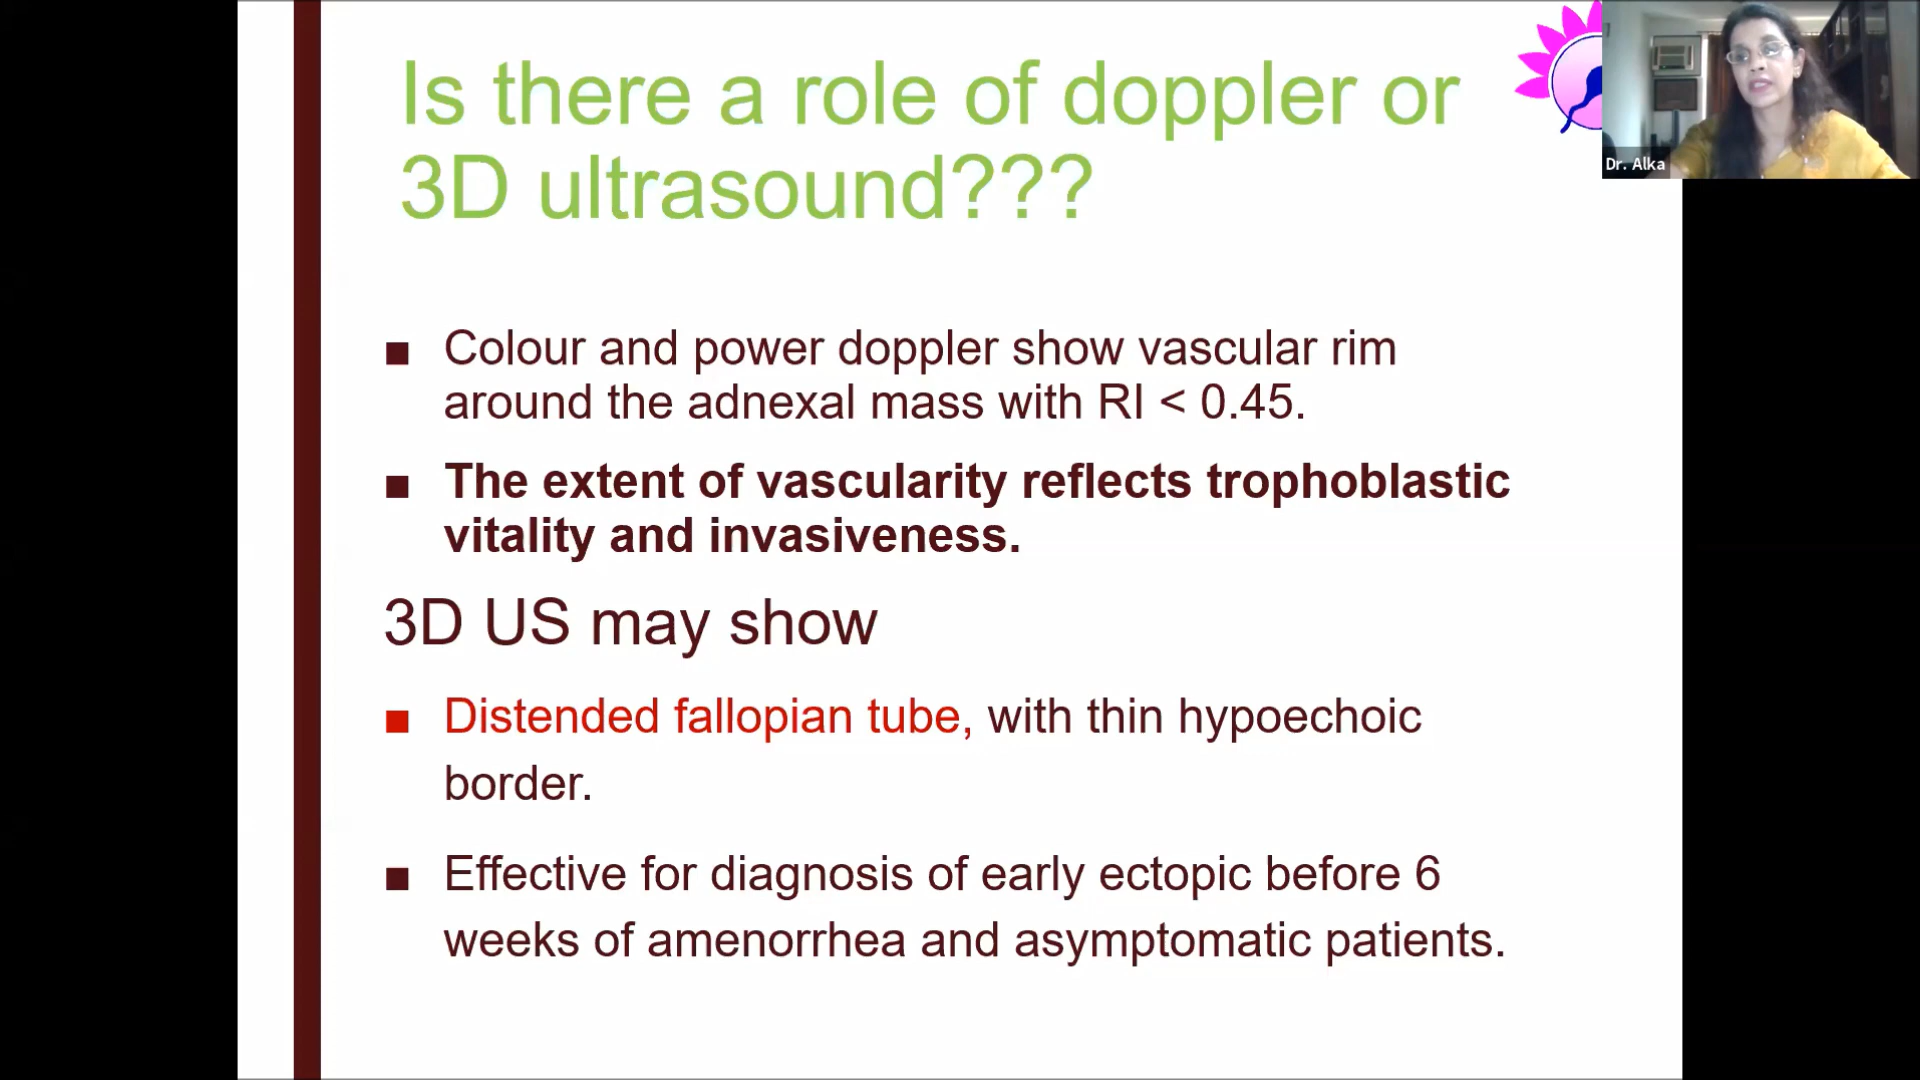 Is there a role of doppler or
3D ultrasound???
Dr. Alka
■ Colour and power doppler show vascular rim
around the adnexal mass with RI < 0.45.
■ The extent of vascularity reflects trophoblastic
vitality and invasiveness.
3D US may show
■ Distended fallopian tube, with thin hypoechoic
border.
■ Effective for diagnosis of early ectopic before 6
weeks of amenorrhea and asymptomatic patients.